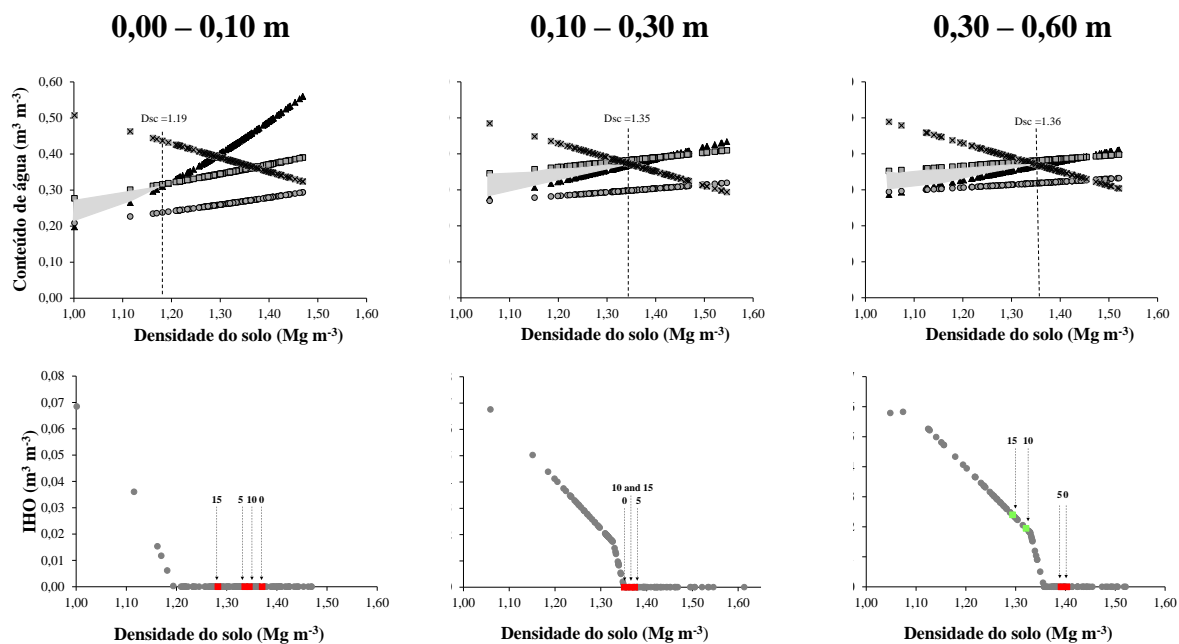 0,00 – 0,10 m
0,10 – 0,30 m
0,30 – 0,60 m
Conteúdo de água (m³ m⁻³)
0,60
0,50
0,40
0,30
0,20
0,10
0,00
Dsc =1.19
Dsc =1.35
Dsc =1.36
1,00 1,10 1,20 1,30 1,40 1,50 1,60
1,00 1,10 1,20 1,30 1,40 1,50 1,60
1,00 1,10 1,20 1,30 1,40 1,50 1,60
Densidade do solo (Mg m⁻³)
Densidade do solo (Mg m⁻³)
Densidade do solo (Mg m⁻³)
IHO (m³ m⁻³)
0,08
0,07
0,06
0,05
0,04
0,03
0,02
0,01
0,00
15 5 10 0
10 and 15
0 5
15 10
5 0
1,00 1,10 1,20 1,30 1,40 1,50 1,60
1,00 1,10 1,20 1,30 1,40 1,50 1,60
1,00 1,10 1,20 1,30 1,40 1,50 1,60
Densidade do solo (Mg m⁻³)
Densidade do solo (Mg m⁻³)
Densidade do solo (Mg m⁻³)